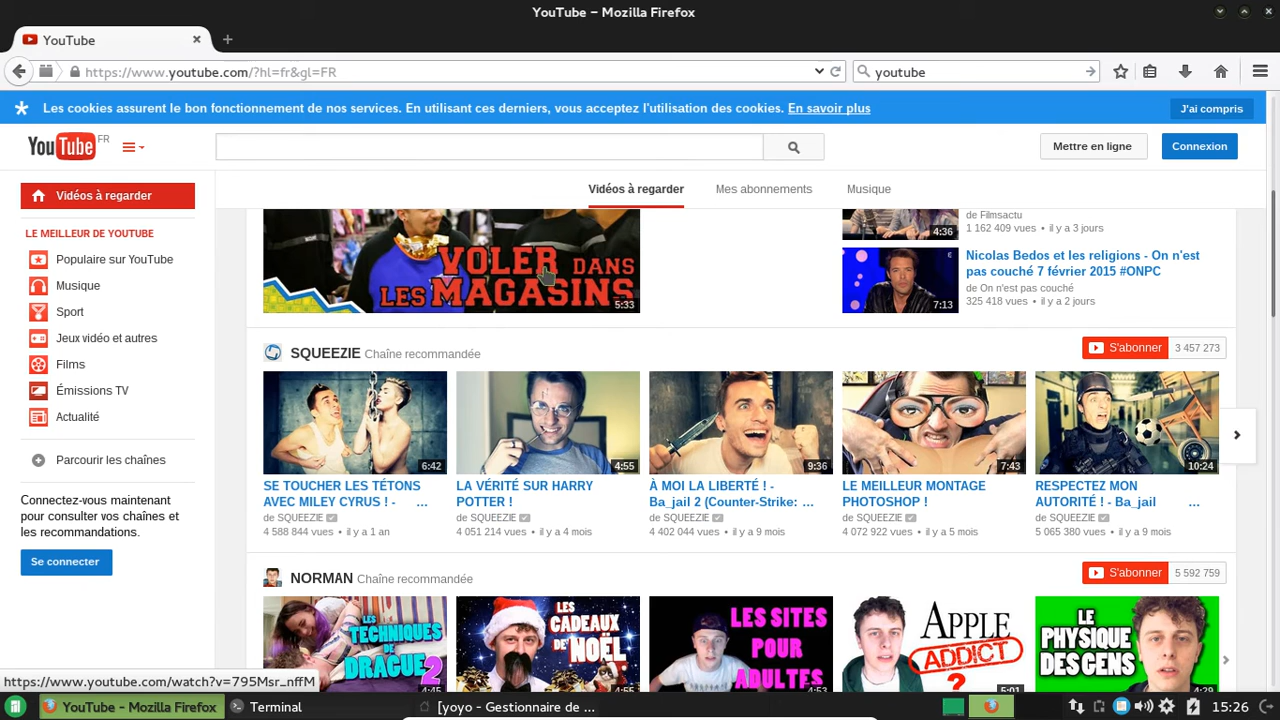 YouTube - Mozilla Firefox
YouTube
https://www.youtube.com/?hl=fr&gl=FR
youtube
Les cookies assurent le bon fonctionnement de nos services. En utilisant ces derniers, vous acceptez l'utilisation des cookies. En savoir plus
J'ai compris
YouTube FR
Mettre en ligne
Connexion
Vidéos à regarder
Mes abonnements
Musique
Vidéos à regarder
LE MEILLEUR DE YOUTUBE
Populaire sur YouTube
Musique
Sport
Jeux vidéo et autres
Films
Émissions TV
Actualité
Parcourir les chaînes
Connectez-vous maintenant
pour consulter vos chaînes et
les recommandations.
Se connecter
VOLER DANS
LES MAGASINS
5:33
4:36
de Filmsactu
1 162 409 vues • il y a 3 jours
7:13
Nicolas Bedos et les religions - On n'est
pas couché 7 février 2015 #ONPC
de On n'est pas couché
325 418 vues • il y a 2 jours
SQUEEZIE Chaîne recommandée
S'abonner 3 457 273
6:42
SE TOUCHER LES TÉTONS
AVEC MILEY CYRUS ! - ...
de SQUEEZIE
4 588 844 vues • il y a 1 an
4:55
LA VÉRITÉ SUR HARRY
POTTER !
de SQUEEZIE
4 051 214 vues • il y a 4 mois
9:36
À MOI LA LIBERTÉ ! -
Ba_jail 2 (Counter-Strike: ...
de SQUEEZIE
4 402 044 vues • il y a 9 mois
7:43
LE MEILLEUR MONTAGE
PHOTOSHOP !
de SQUEEZIE
4 072 922 vues • il y a 5 mois
10:24
RESPECTEZ MON
AUTORITÉ ! - Ba_jail ...
de SQUEEZIE
5 065 380 vues • il y a 9 mois
NORMAN Chaîne recommandée
S'abonner 5 592 759
LES
TECHNIQUES
DE
DRAGUE 2
4:45
LES
CADEAUX
DE NOËL
4:55
LES SITES
POUR
ADULTES
4:53
APPLE
ADDICT
?
5:01
LE
PHYSIQUE
DES GENS
4:29
https://www.youtube.com/watch?v=795Msr_nffM
YouTube - Mozilla Firefox
Terminal
[yoyo - Gestionnaire de ...
15:26